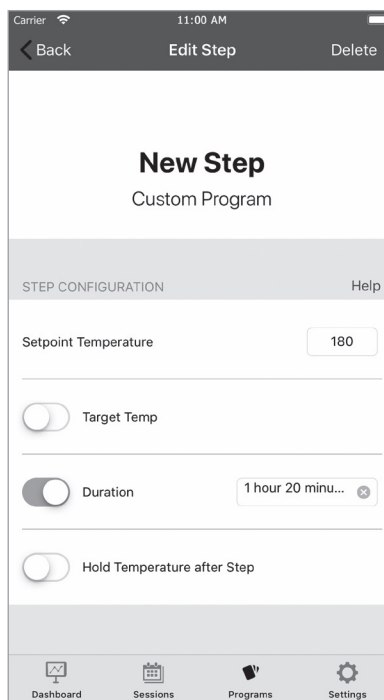 Carrier 11:00 AM
Back Edit Step Delete
New Step
Custom Program
STEP CONFIGURATION Help
Setpoint Temperature 180
Target Temp
Duration 1 hour 20 minu...
Hold Temperature after Step
Dashboard Sessions Programs Settings